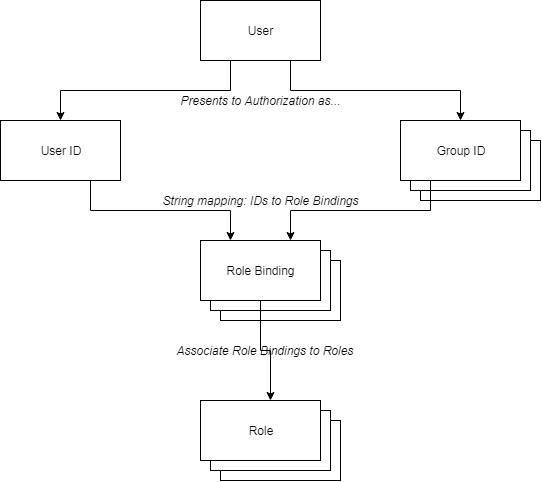 User
Presents to Authorization as...
User ID
Group ID
String mapping: IDs to Role Bindings
Role Binding
Associate Role Bindings to Roles
Role